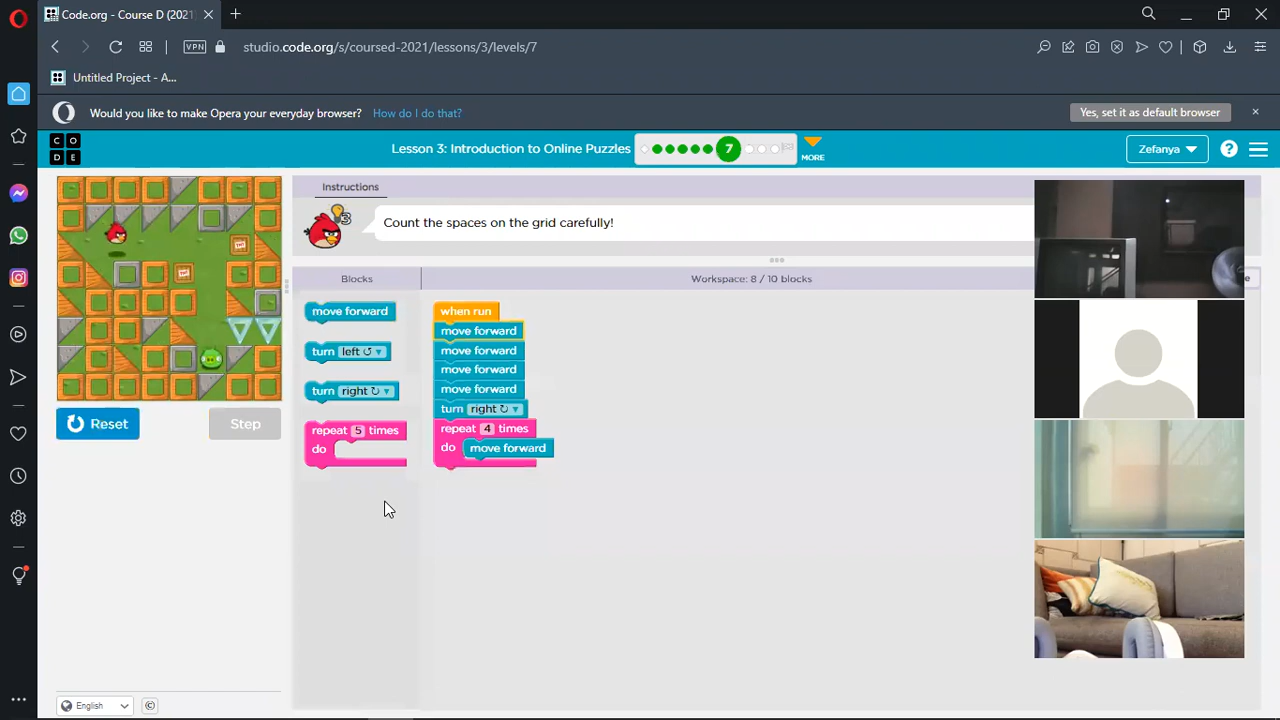 Code.org - Course D (2021)
studio.code.org/s/coursed-2021/lessons/3/levels/7
VPN
Untitled Project - A...
Would you like to make Opera your everyday browser? How do I do that? Yes, set it as default browser
C O D E
Lesson 3: Introduction to Online Puzzles
7
MORE
Zefanya
?
Instructions
3
Count the spaces on the grid carefully!
Blocks
Workspace: 8 / 10 blocks
move forward
turn left
turn right
repeat 5 times
do
when run
move forward
move forward
move forward
move forward
turn right
repeat 4 times
do move forward
Reset
Step
English
©